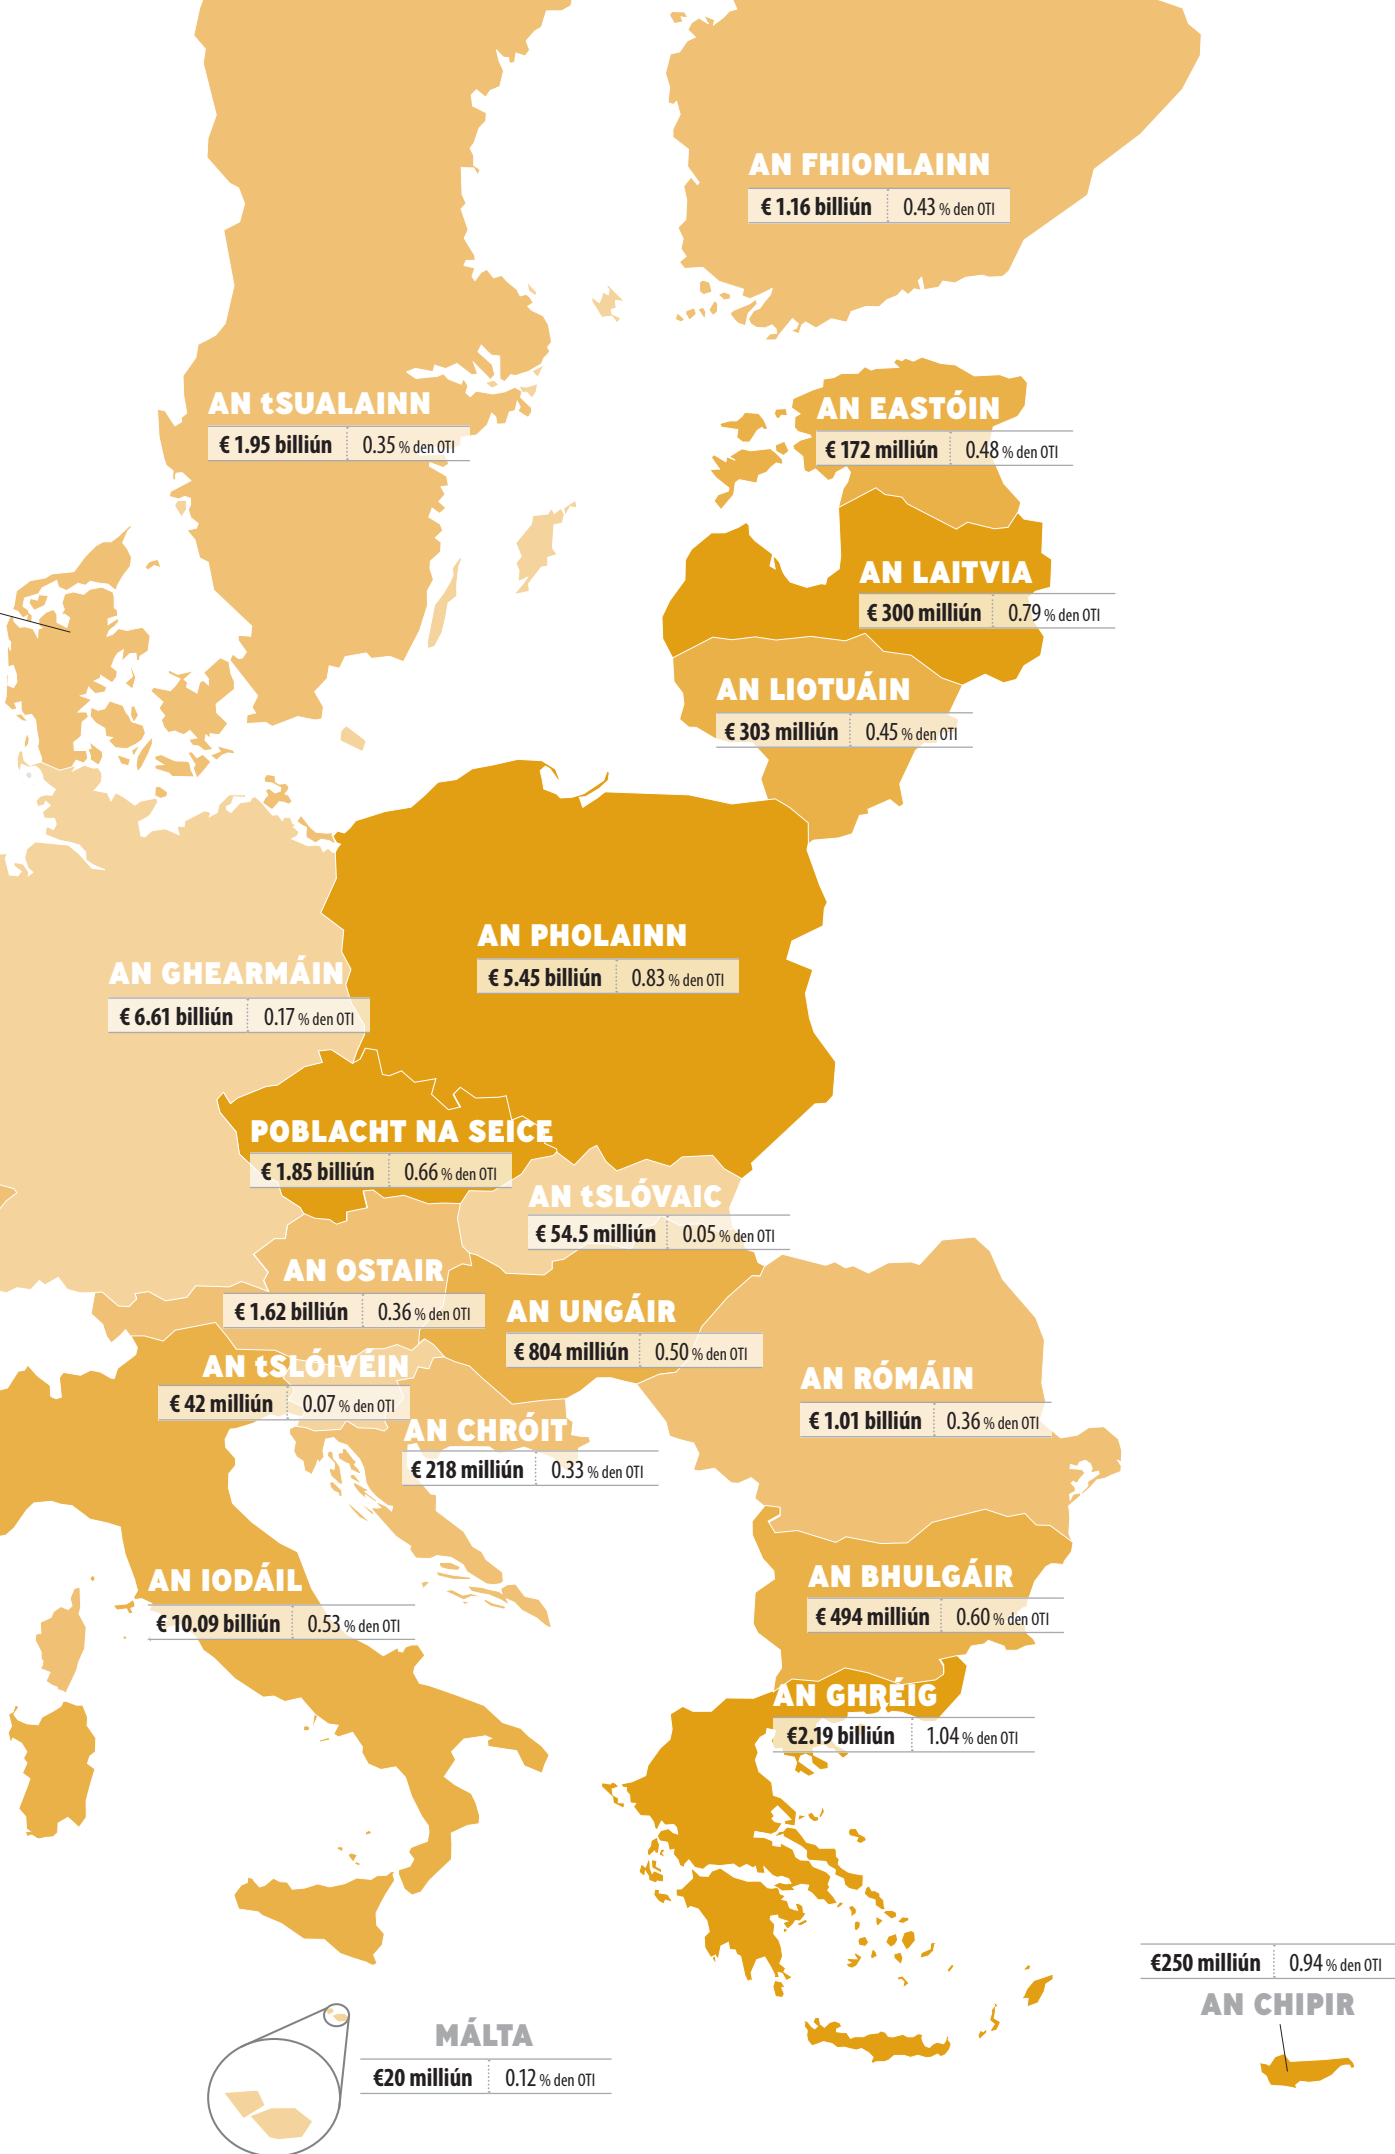 AN FHIONLAINN
€ 1.16 billiún 0.43 % den OTI
AN tSUALAINN
€ 1.95 billiún 0.35 % den OTI
AN EASTÓIN
€ 172 milliún 0.48 % den OTI
AN LAITVIA
€ 300 milliún 0.79 % den OTI
AN LIOTUÁIN
€ 303 milliún 0.45 % den OTI
AN PHOLAINN
€ 5.45 billiún 0.83 % den OTI
AN GHEARMÁIN
€ 6.61 billiún 0.17 % den OTI
POBLACHT NA SEICE
€ 1.85 billiún 0.66 % den OTI
AN tSLÓVAIC
€ 54.5 milliún 0.05 % den OTI
AN OSTAIR
€ 1.62 billiún 0.36 % den OTI
AN UNGÁIR
€ 804 milliún 0.50 % den OTI
AN tSLÓIVÉIN
€ 42 milliún 0.07 % den OTI
AN RÓMÁIN
€ 1.01 billiún 0.36 % den OTI
AN CHRÓIT
€ 218 milliún 0.33 % den OTI
AN IODÁIL
€ 10.09 billiún 0.53 % den OTI
AN BHULGÁIR
€ 494 milliún 0.60 % den OTI
AN GHRÉIG
€2.19 billiún 1.04 % den OTI
€250 milliún 0.94 % den OTI
AN CHIPIR
MÁLTA
€20 milliún 0.12 % den OTI